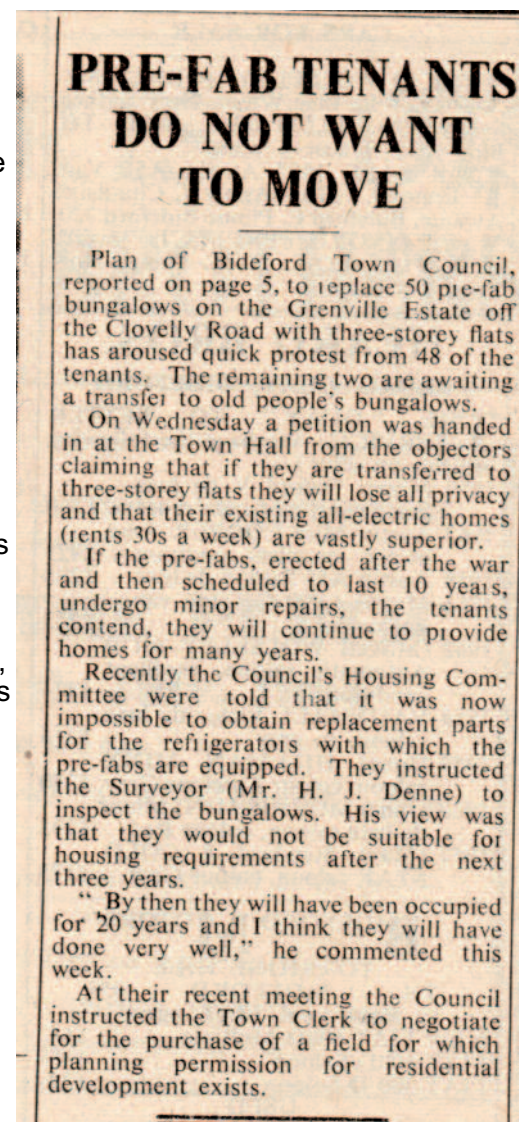 PRE-FAB TENANTS
DO NOT WANT
TO MOVE
Plan of Bideford Town Council,
reported on page 5, to replace 50 pre-fab
bungalows on the Grenville Estate off
the Clovelly Road with three-storey flats
has aroused quick protest from 48 of the
tenants. The remaining two are awaiting
a transfer to old people's bungalows.
On Wednesday a petition was handed
in at the Town Hall from the objectors
claiming that if they are transferred to
three-storey flats they will lose all privacy
and that their existing all-electric homes
(rents 30s a week) are vastly superior.
If the pre-fabs, erected after the war
and then scheduled to last 10 years,
undergo minor repairs, the tenants
contend, they will continue to provide
homes for many years.
Recently the Council's Housing Com-
mittee were told that it was now
impossible to obtain replacement parts
for the refrigerators with which the
pre-fabs are equipped. They instructed
the Surveyor (Mr. H. J. Denne) to
inspect the bungalows. His view was
that they would not be suitable for
housing requirements after the next
three years.
" By then they will have been occupied
for 20 years and I think they will have
done very well," he commented this
week.
At their recent meeting the Council
instructed the Town Clerk to negotiate
for the purchase of a field for which
planning permission for residential
development exists.